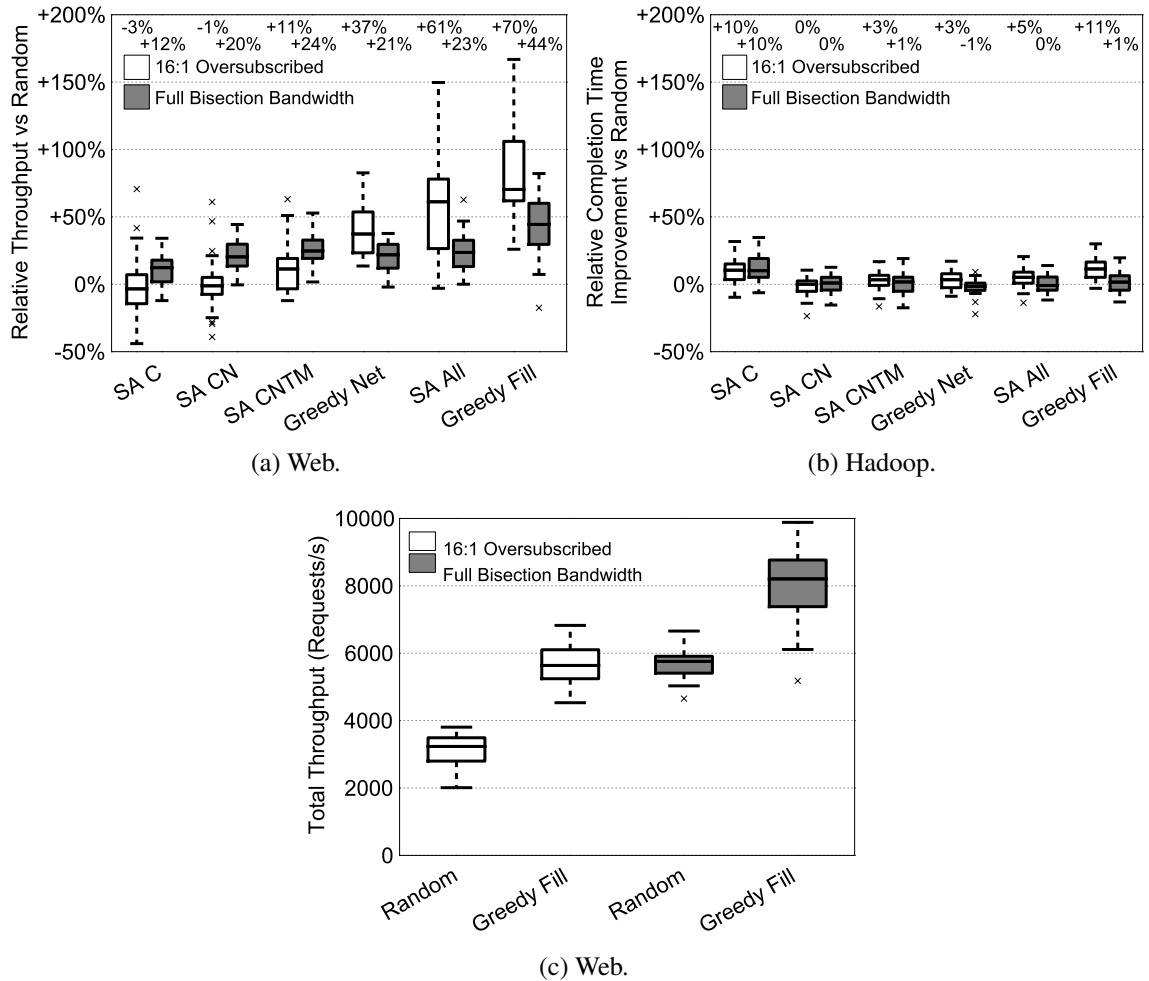 Relative Throughput vs Random
+200%
+150%
+100%
+50%
0%
-50%
-3% -1% +11% +37% +61% +70%
+12% +20% +24% +21% +23% +44%
16:1 Oversubscribed
Full Bisection Bandwidth
SA C
SA CN
SA CNTM
Greedy Net
SA All
Greedy Fill
(a) Web.
Relative Completion Time
Improvement vs Random
+200%
+150%
+100%
+50%
0%
-50%
+10% 0% +3% +3% +5% +11%
+10% 0% +1% -1% 0% +1%
16:1 Oversubscribed
Full Bisection Bandwidth
SA C
SA CN
SA CNTM
Greedy Net
SA All
Greedy Fill
(b) Hadoop.
Total Throughput (Requests/s)
10000
8000
6000
4000
2000
0
16:1 Oversubscribed
Full Bisection Bandwidth
Random
Greedy Fill
Random
Greedy Fill
(c) Web.